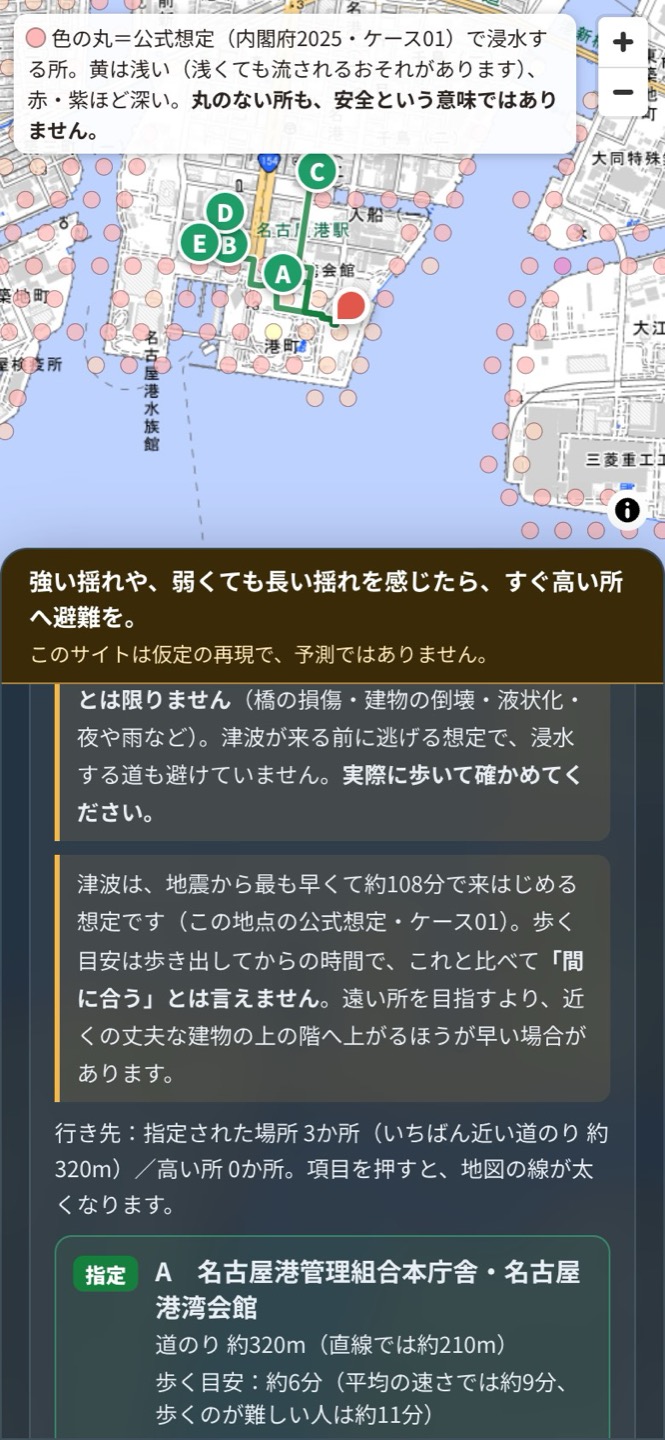 色の丸＝公式想定（内閣府2025・ケース01）で浸水す
る所。黄は浅い（浅くても流されるおそれがあります）、
赤・紫ほど深い。丸のない所も、安全という意味ではあり
ません。
+
−
154
大同特殊
C
D
E
B
A
入船
名古屋港駅
会館
築地町
港町
大江
名古屋港水族館
三菱重工工
i
強い揺れや、弱くても長い揺れを感じたら、すぐ高い所
へ避難を。
このサイトは仮定の再現で、予測ではありません。
とは限りません（橋の損傷・建物の倒壊・液状化・
夜や雨など）。津波が来る前に逃げる想定で、浸水
する道も避けていません。実際に歩いて確かめてく
ださい。
津波は、地震から最も早くて約108分で来はじめる
想定です（この地点の公式想定・ケース01）。歩く
目安は歩き出してからの時間で、これと比べて「間
に合う」とは言えません。遠い所を目指すより、近
くの丈夫な建物の上の階へ上がるほうが早い場合が
あります。
行き先：指定された場所 3か所（いちばん近い道のり 約
320m）／高い所 0か所。項目を押すと、地図の線が太
くなります。
指定
A　名古屋港管理組合本庁舎・名古屋
港湾会館
道のり 約320m（直線では約210m）
歩く目安：約6分（平均の速さでは約9分、
歩くのが難しい人は約11分）